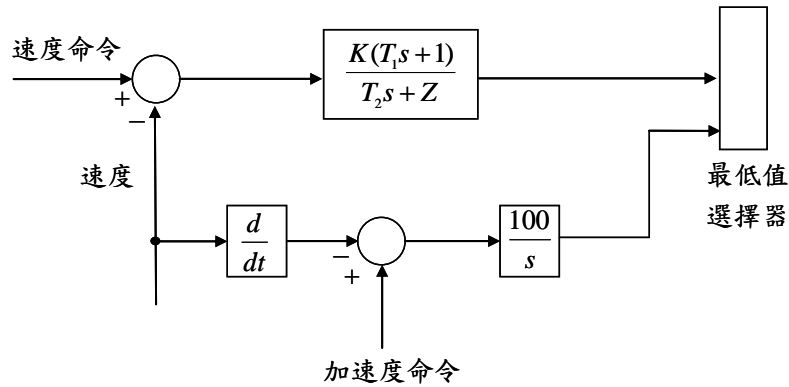 速度命令
+
−
K(T₁s+1)
T₂s+Z
速度
最低值
選擇器
d
dt
−
+
100
s
加速度命令